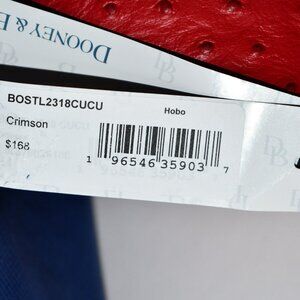 DOONEY & B
BOSTL2318CUCU
Hobo
Crimson
$168
1 96546 35903 7